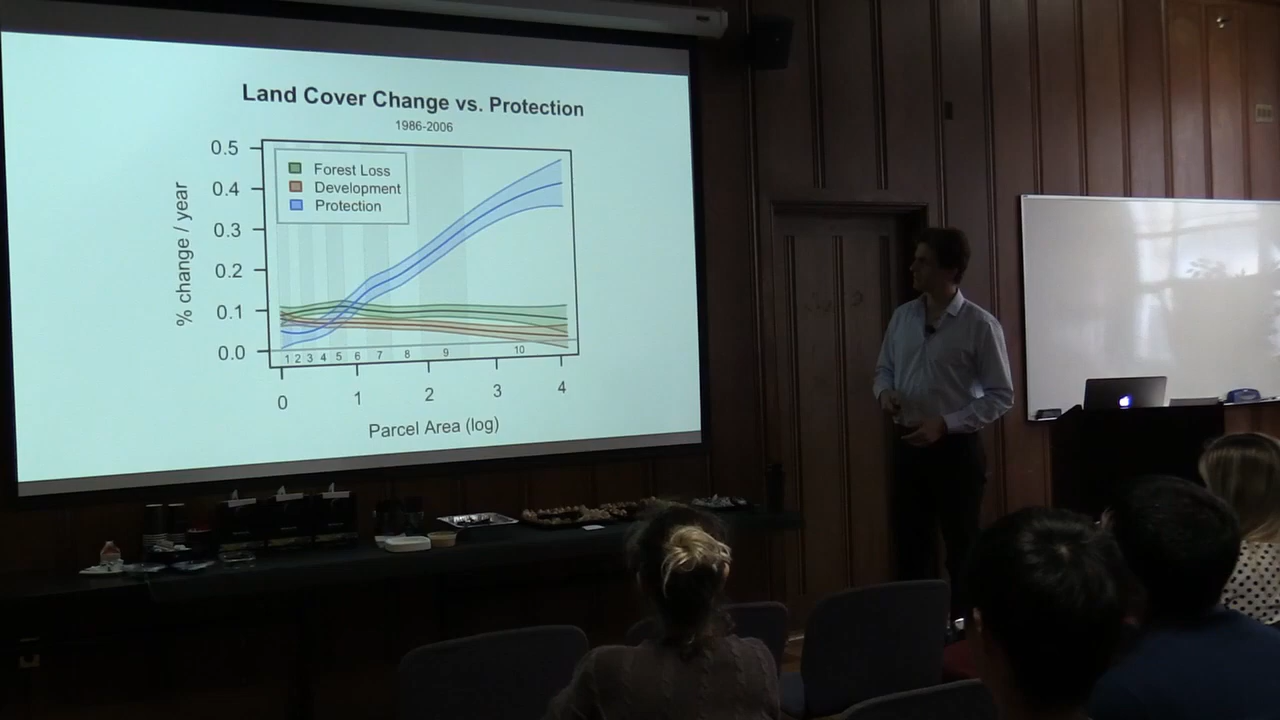 Land Cover Change vs. Protection
1986-2006
Forest Loss
Development
Protection
% change / year
0.5
0.4
0.3
0.2
0.1
0.0
1 2 3 4 5 6 7 8 9 10
0 1 2 3 4
Parcel Area (log)